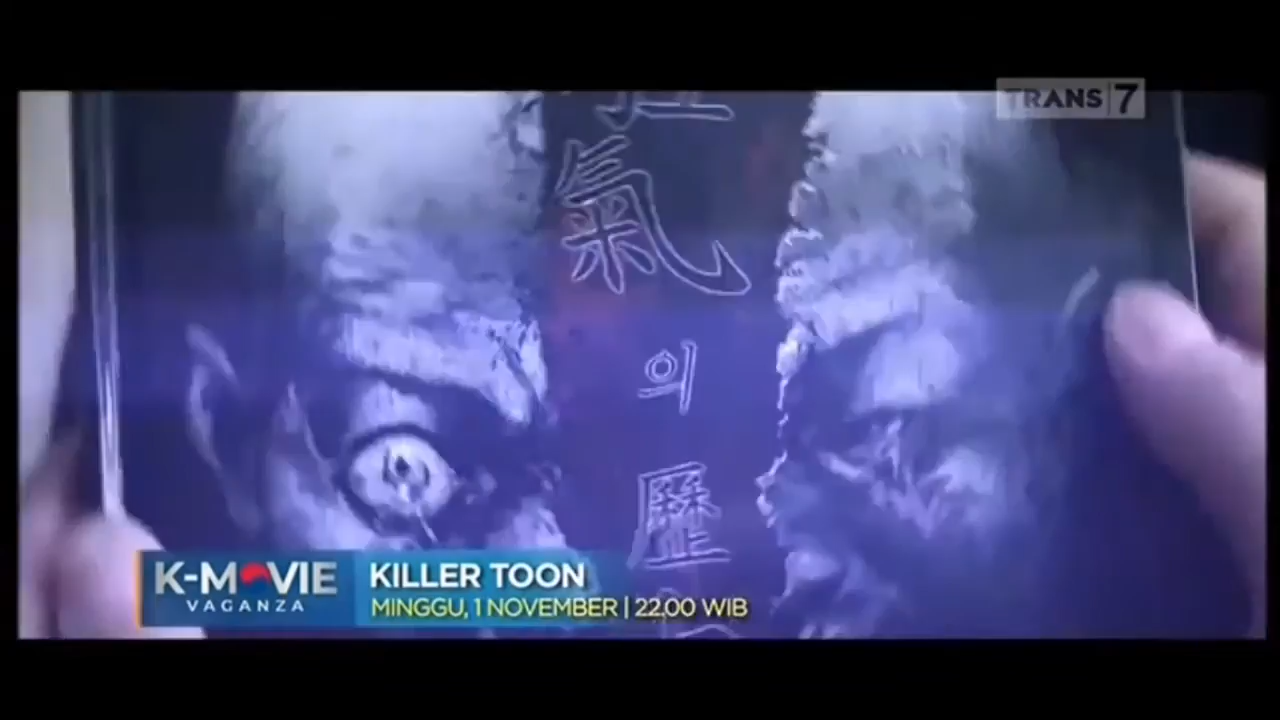 TRANS|7
氣
의
歷
K-MOVIE
VAGANZA
KILLER TOON
MINGGU, 1 NOVEMBER | 22.00 WIB